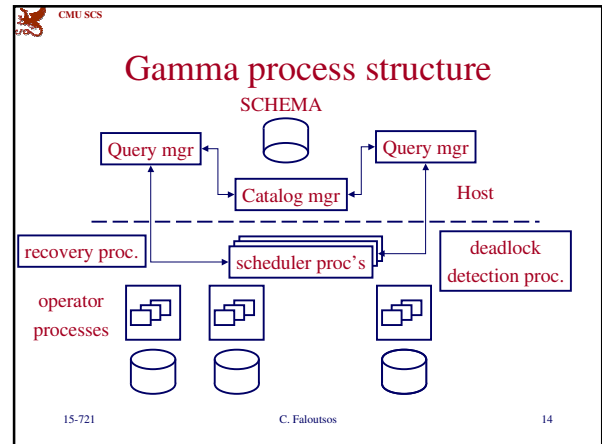 CMU SCS
Gamma process structure
SCHEMA
Query mgr
Query mgr
Catalog mgr
Host
recovery proc.
scheduler proc's
deadlock
detection proc.
operator
processes
15-721
C. Faloutsos
14